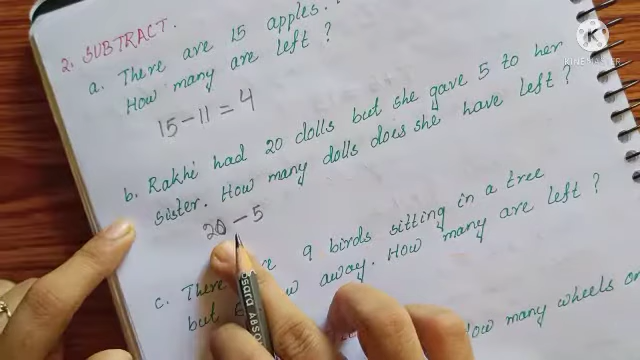 2. SUBTRACT.
a. There are 15 apples.
How many are left?
15-11=4
b. Rakhi had 20 dolls but she gave 5 to her
sister. How many dolls does she have left?
20-5
c. 9 birds sitting in a tree
but away. How many are left?
How many wheels
KINEMASTER